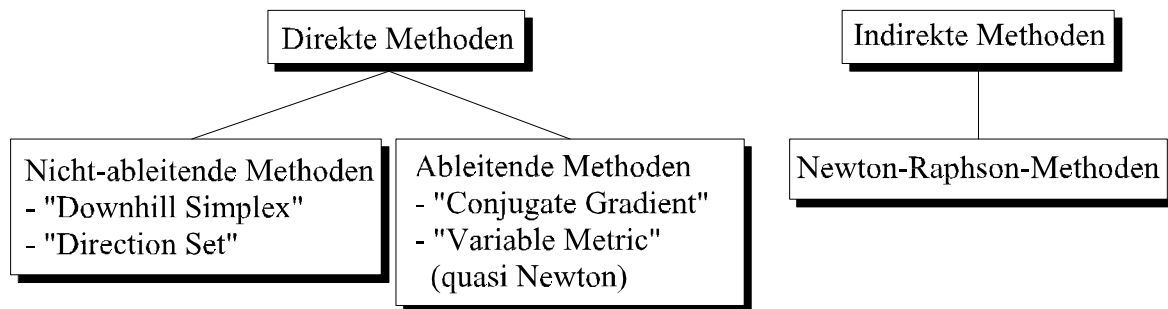 Direkte Methoden
Indirekte Methoden
Nicht-ableitende Methoden
- "Downhill Simplex"
- "Direction Set"
Ableitende Methoden
- "Conjugate Gradient"
- "Variable Metric"
(quasi Newton)
Newton-Raphson-Methoden